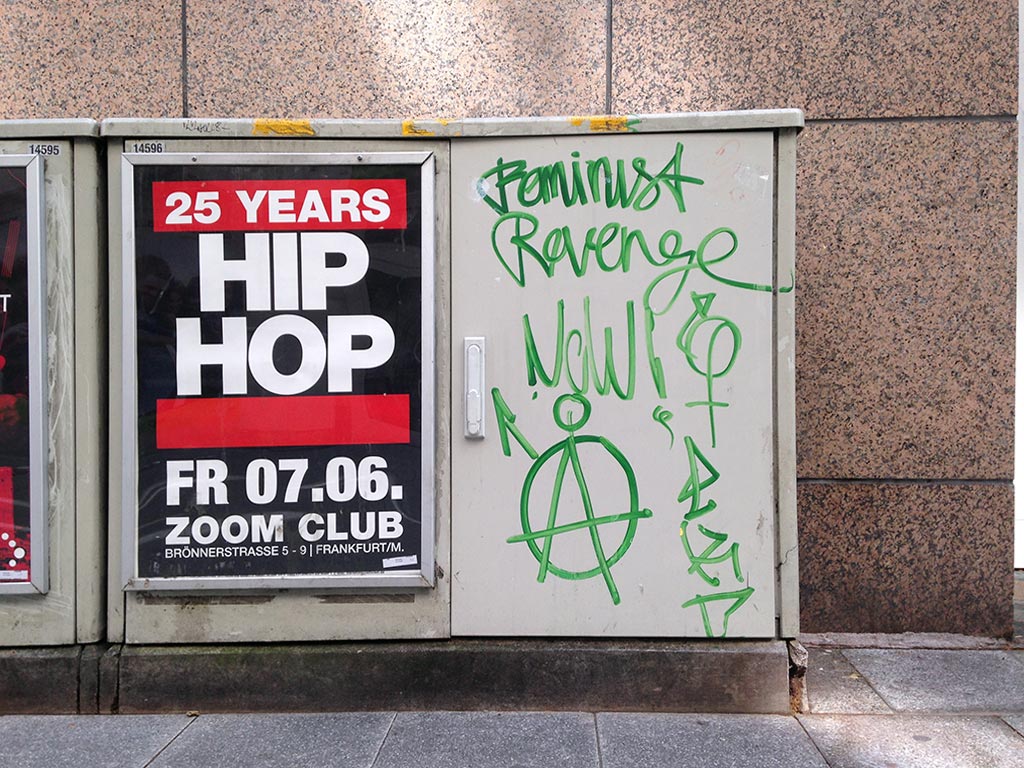 14595
T
14596
25 YEARS
HIP
HOP
FR 07.06.
ZOOM CLUB
BRÖNNERSTRASSE 5 - 9 | FRANKFURT/M.
Feminist
Revenge
NOW!
A